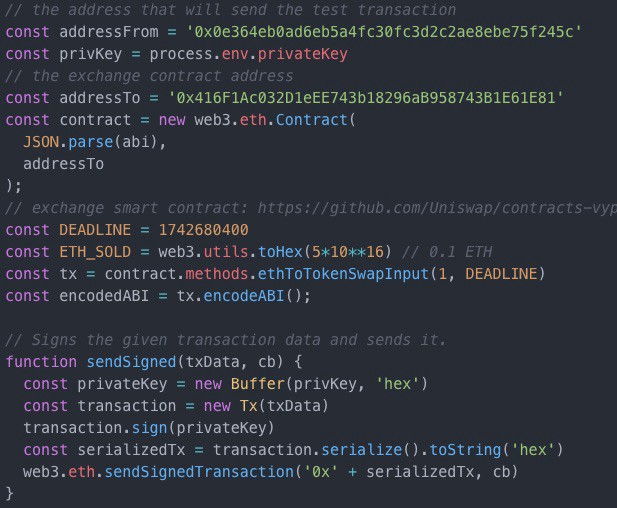 // the address that will send the test transaction
const addressFrom = '0x0e364eb0ad6eb5a4fc30fc3d2c2ae8ebe75f245c'
const privKey = process.env.privateKey
// the exchange contract address
const addressTo = '0x416F1Ac032D1eEE743b18296aB958743B1E61E81'
const contract = new web3.eth.Contract(
  JSON.parse(abi),
  addressTo
);
// exchange smart contract: https://github.com/Uniswap/contracts-vyp
const DEADLINE = 1742680400
const ETH_SOLD = web3.utils.toHex(5*10**16) // 0.1 ETH
const tx = contract.methods.ethToTokenSwapInput(1, DEADLINE)
const encodedABI = tx.encodeABI();

// Signs the given transaction data and sends it.
function sendSigned(txData, cb) {
  const privateKey = new Buffer(privKey, 'hex')
  const transaction = new Tx(txData)
  transaction.sign(privateKey)
  const serializedTx = transaction.serialize().toString('hex')
  web3.eth.sendSignedTransaction('0x' + serializedTx, cb)
}